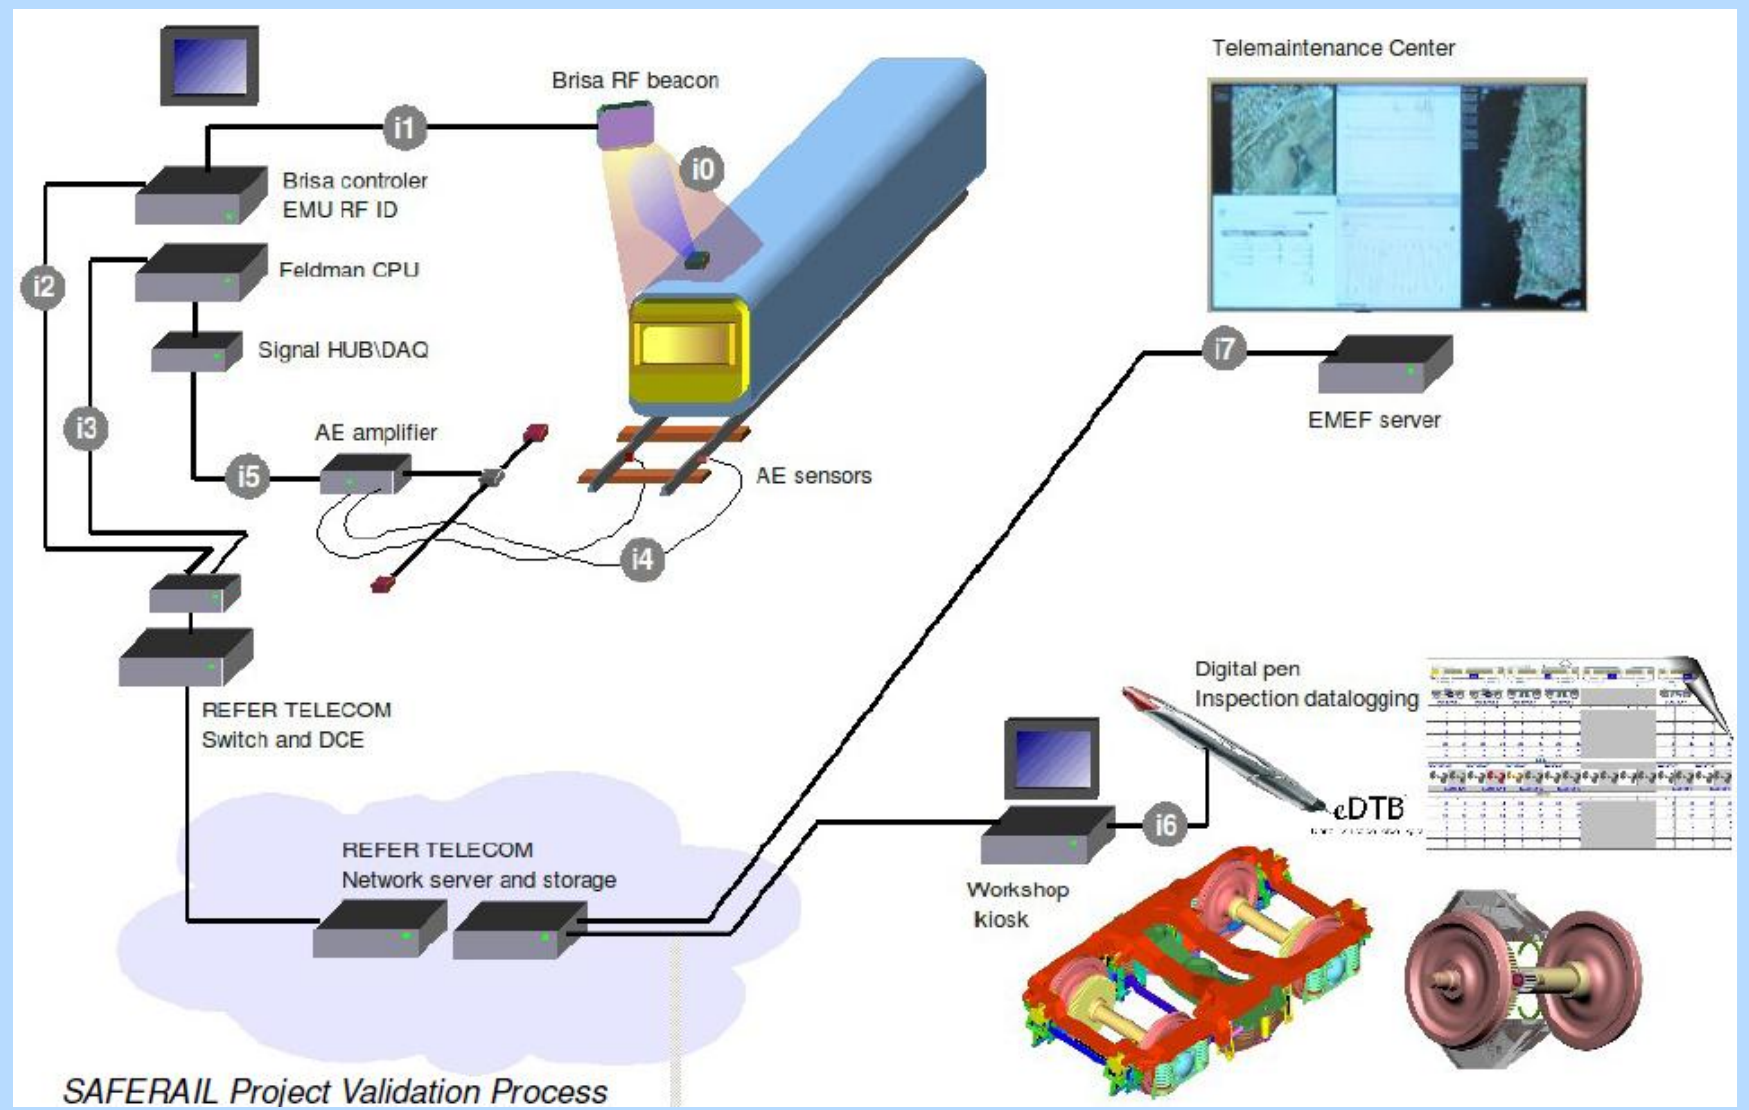 Telemaintenance Center
Brisa RF beacon
i1
i0
Brisa controler
EMU RF ID
Feldman CPU
i2
Signal HUB\DAQ
i7
i3
AE amplifier
EMEF server
i5
AE sensors
i4
Digital pen
Inspection datalogging
REFER TELECOM
Switch and DCE
eDTB
i6
REFER TELECOM
Network server and storage
Workshop
kiosk
SAFERAIL Project Validation Process